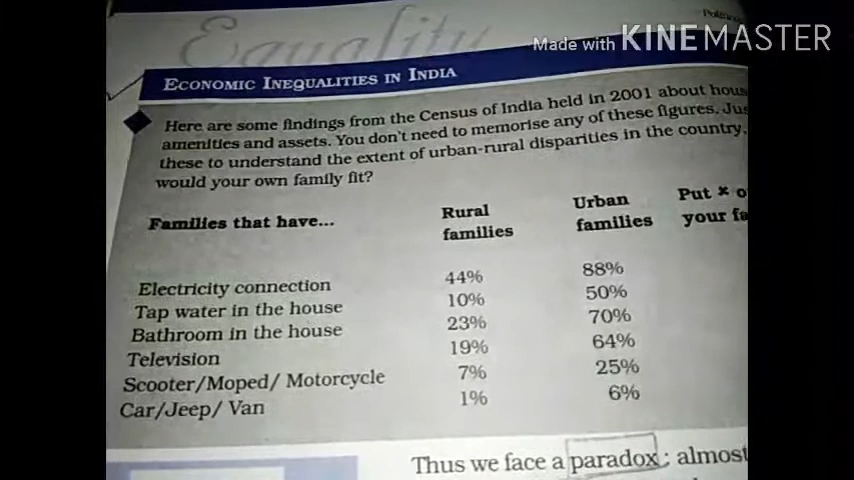 Equality
Made with KINEMASTER
ECONOMIC INEQUALITIES IN INDIA
Here are some findings from the Census of India held in 2001 about
amenities and assets. You don't need to memorise any of these figures.
these to understand the extent of urban-rural disparities in the country.
would your own family fit?
Families that have... Rural families Urban families Put × your
Electricity connection 44% 88%
Tap water in the house 10% 50%
Bathroom in the house 23% 70%
Television 19% 64%
Scooter/Moped/ Motorcycle 7% 25%
Car/Jeep/ Van 1% 6%
Thus we face a paradox; almost